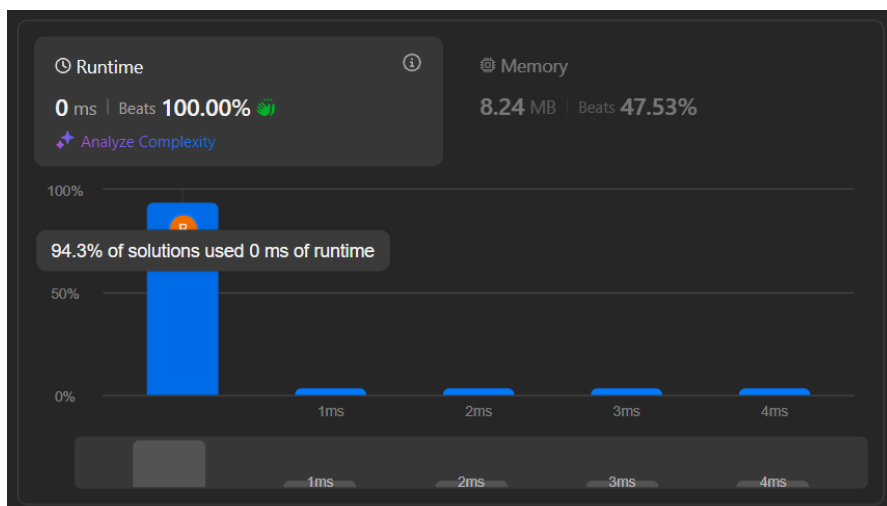 Runtime
0 ms | Beats 100.00%
Analyze Complexity
Memory
8.24 MB | Beats 47.53%
100%
94.3% of solutions used 0 ms of runtime
50%
0%
1ms 2ms 3ms 4ms
1ms 2ms 3ms 4ms